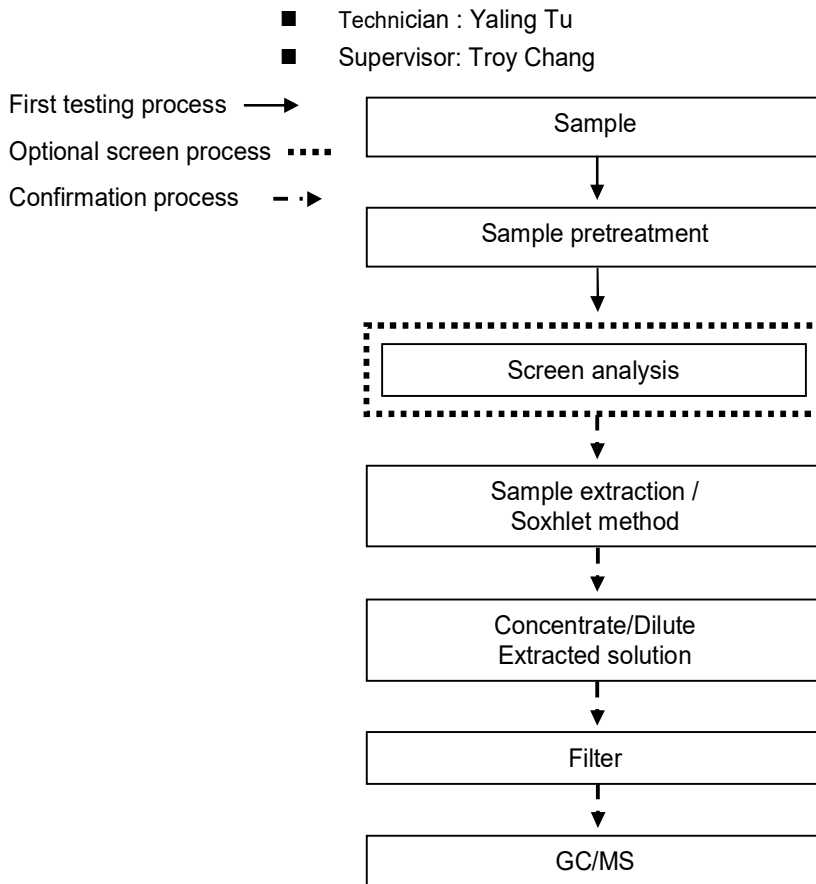 ■ Technician : Yaling Tu
■ Supervisor: Troy Chang
First testing process
Optional screen process
Confirmation process
Sample
Sample pretreatment
Screen analysis
Sample extraction /
Soxhlet method
Concentrate/Dilute
Extracted solution
Filter
GC/MS